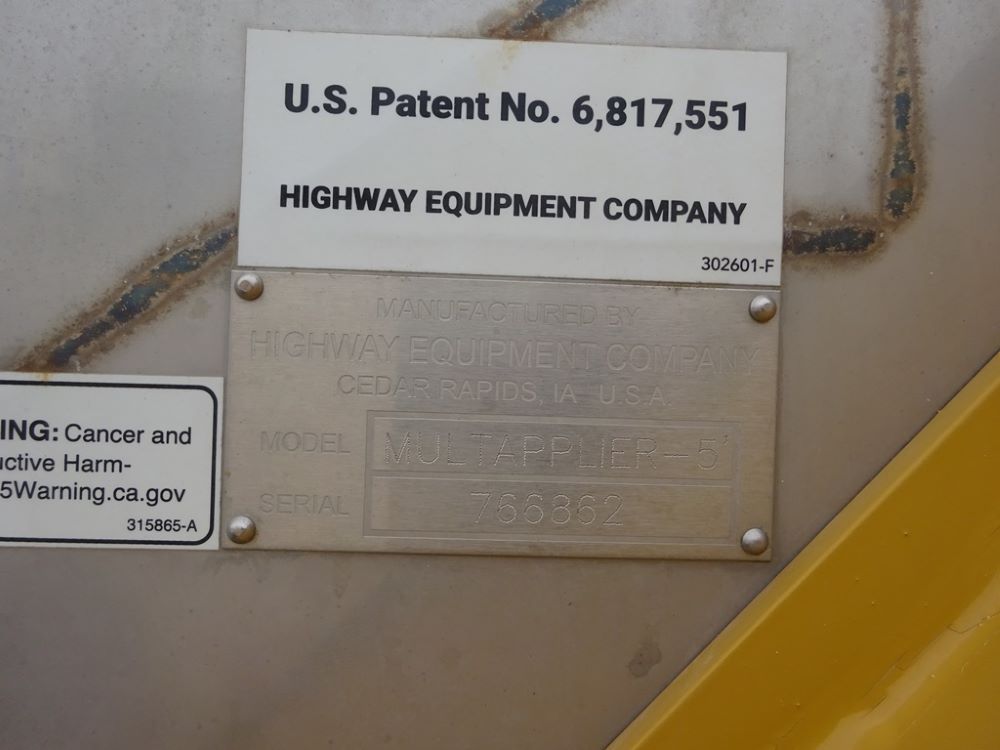 U.S. Patent No. 6,817,551
HIGHWAY EQUIPMENT COMPANY
302601-F
MANUFACTURED BY
HIGHWAY EQUIPMENT COMPANY
CEDAR RAPIDS, IA U.S.A.
MODEL MULTAPPLIER-5'
SERIAL 766862
ING: Cancer and
uctive Harm-
5Warning.ca.gov
315865-A